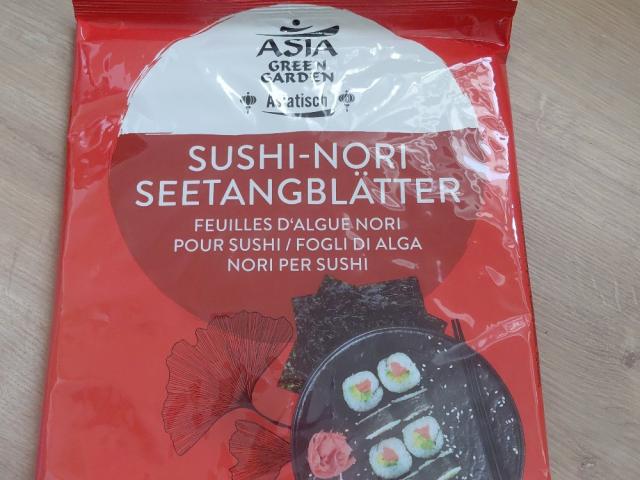 ASIA
GREEN
GARDEN
Asiatisch
SUSHI-NORI
SEETANGBLÄTTER
FEUILLES D'ALGUE NORI
POUR SUSHI / FOGLI DI ALGA
NORI PER SUSHI